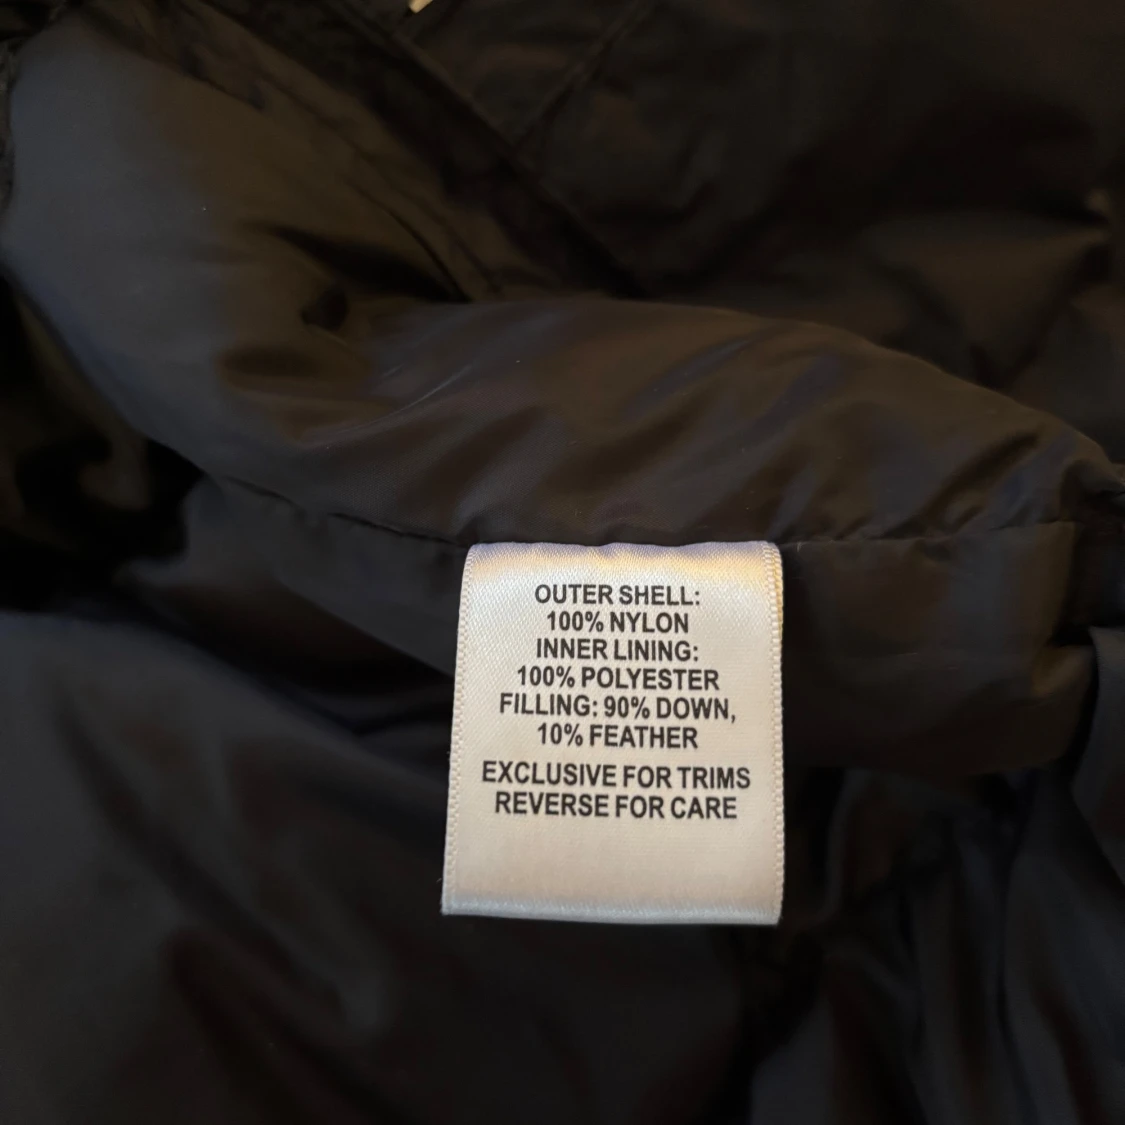 OUTER SHELL:
100% NYLON
INNER LINING:
100% POLYESTER
FILLING: 90% DOWN,
10% FEATHER
EXCLUSIVE FOR TRIMS
REVERSE FOR CARE